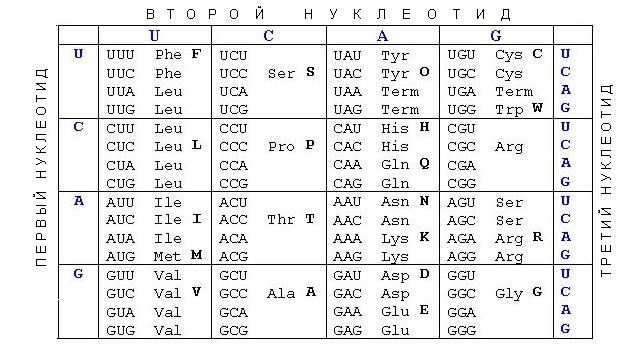 ВТОРОЙ НУКЛЕОТИД
U C A G
ПЕРВЫЙ НУКЛЕОТИД
ТРЕТИЙ НУКЛЕОТИД
U UUU Phe F UCU UAU Tyr UGU Cys C U
UUC Phe UCC Ser S UAC Tyr O UGC Cys C
UUA Leu UCA UAA Term UGA Term A
UUG Leu UCG UAG Term UGG Trp W G
C CUU Leu CCU CAU His H CGU U
CUC Leu L CCC Pro P CAC His CGC Arg C
CUA Leu CCA CAA Gln Q CGA A
CUG Leu CCG CAG Gln CGG G
A AUU Ile ACU AAU Asn N AGU Ser U
AUC Ile I ACC Thr T AAC Asn AGC Ser C
AUA Ile ACA AAA Lys K AGA Arg R A
AUG Met M ACG AAG Lys AGG Arg G
G GUU Val GCU GAU Asp D GGU U
GUC Val V GCC Ala A GAC Asp GGC Gly G C
GUA Val GCA GAA Glu E GGA A
GUG Val GCG GAG Glu GGG G